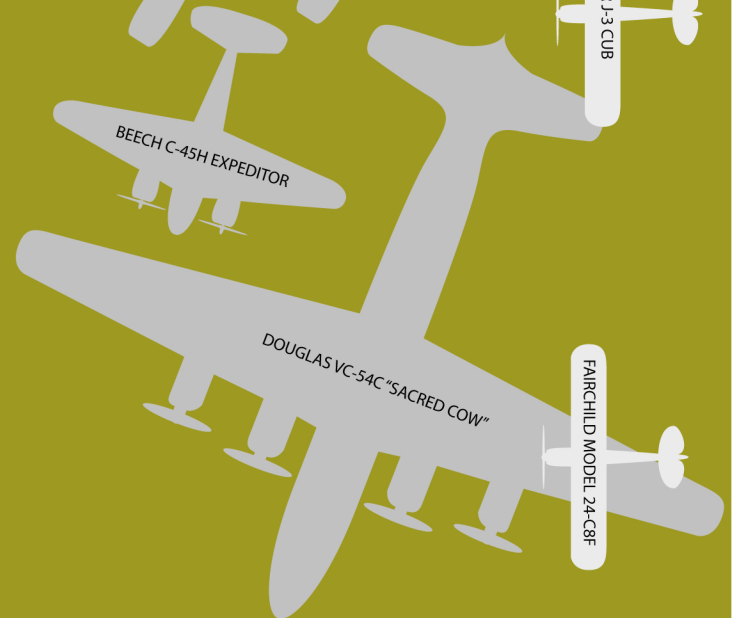 J-3 CUB
BEECH C-45H EXPEDITOR
DOUGLAS VC-54C “SACRED COW”
FAIRCHILD MODEL 24-C8F